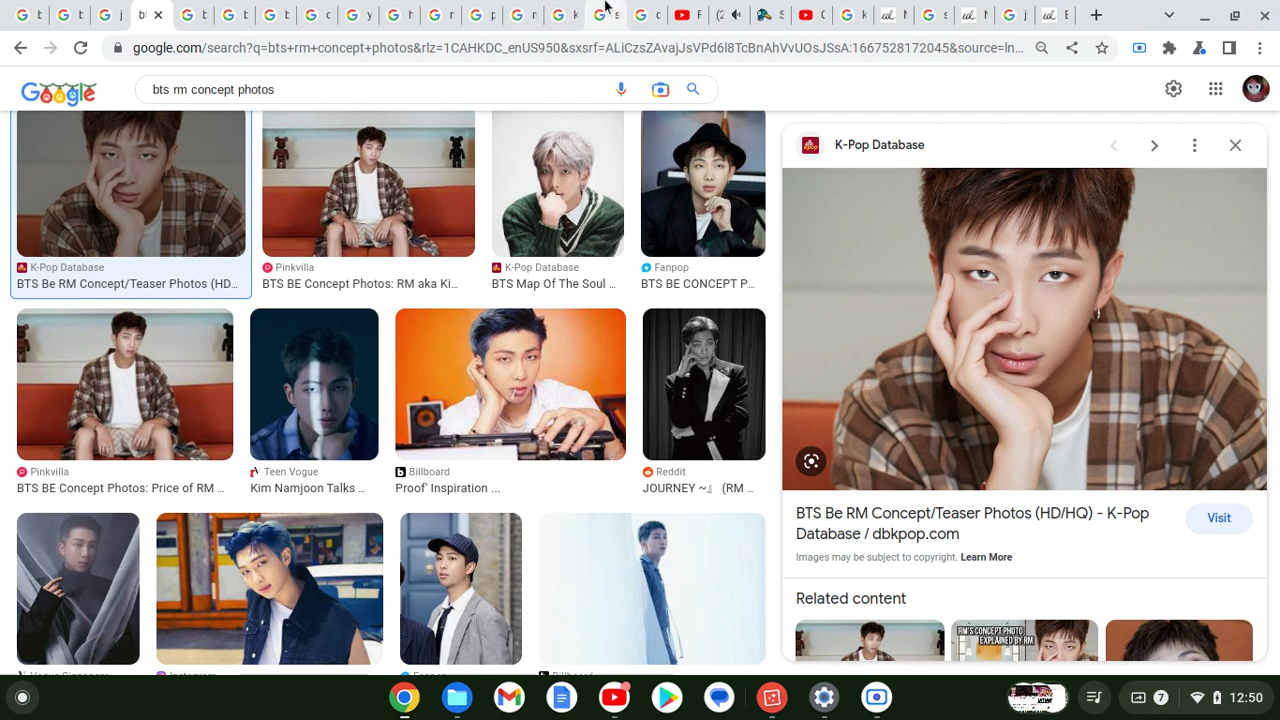 google.com/search?q=bts+rm+concept+photos&rlz=1CAHKDC_enUS950&sxsrf=ALiCzsZAvajJsVPd6l8TcBnAhVvUOsJSsA:1667528172045&source=ln...
Google
bts rm concept photos
K-Pop Database
K-Pop Database
BTS Be RM Concept/Teaser Photos (HD...
Pinkvilla
BTS BE Concept Photos: RM aka Ki...
K-Pop Database
BTS Map Of The Soul ...
Fanpop
BTS BE CONCEPT P...
Pinkvilla
BTS BE Concept Photos: Price of RM ...
Teen Vogue
Kim Namjoon Talks ...
Billboard
Proof' Inspiration ...
Reddit
JOURNEY ~』 (RM ...
BTS Be RM Concept/Teaser Photos (HD/HQ) - K-Pop
Database / dbkpop.com
Visit
Images may be subject to copyright. Learn More
Related content
RM'S CONCEPT PHOTO
EXPLAINED BY RM
7
12:50